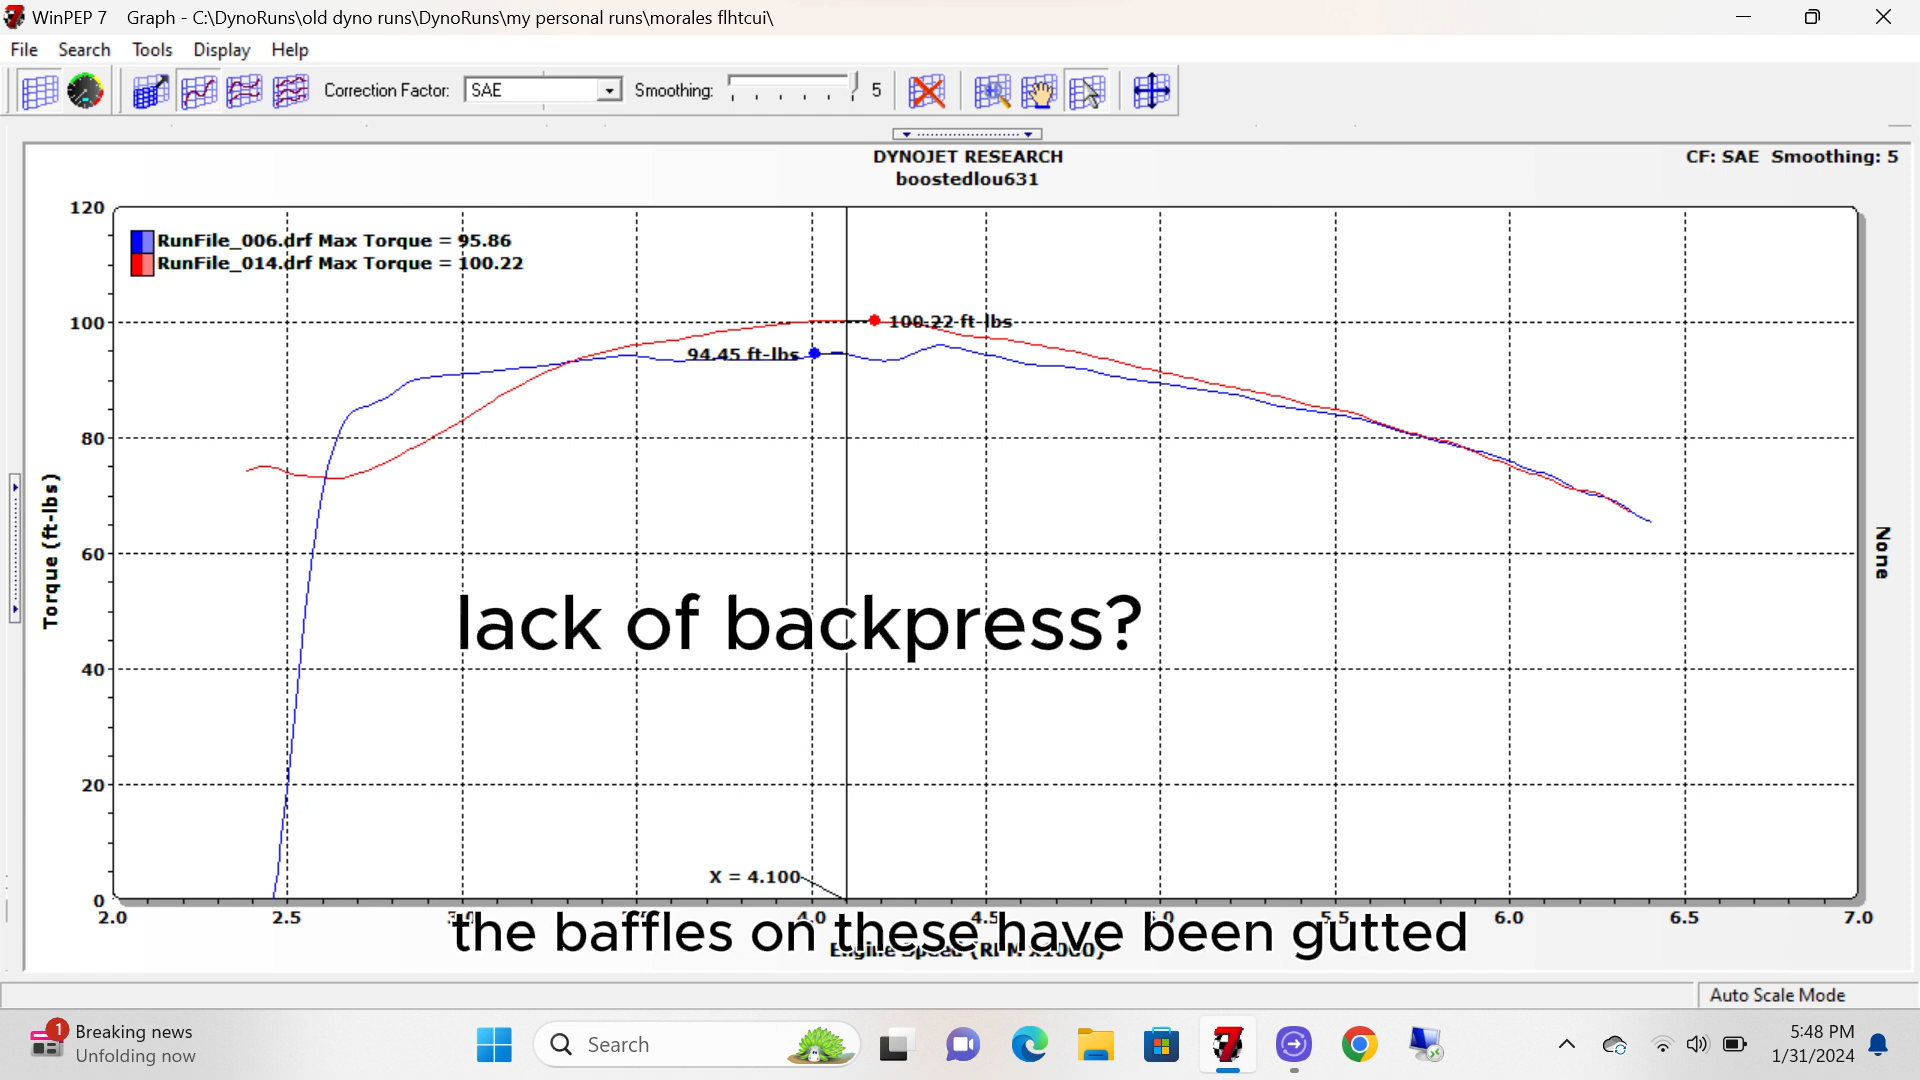 WinPEP 7 Graph - C:\DynoRuns\old dyno runs\DynoRuns\my personal runs\morales flhtcui\
File Search Tools Display Help
Correction Factor: SAE Smoothing: 5
DYNOJET RESEARCH
boostedlou631
CF: SAE Smoothing: 5
RunFile_006.drf Max Torque = 95.86
RunFile_014.drf Max Torque = 100.22
120
100
80
60
40
20
0
Torque (ft-lbs)
100.22 ft-lbs
94.45 ft-lbs
None
lack of backpress?
X = 4.100
2.0 2.5 4.0 4.5 5.5 6.0 6.5 7.0
the baffles on these have been gutted
Engine Speed (RPM x1000)
Auto Scale Mode
1
Breaking news
Unfolding now
Search
5:48 PM
1/31/2024